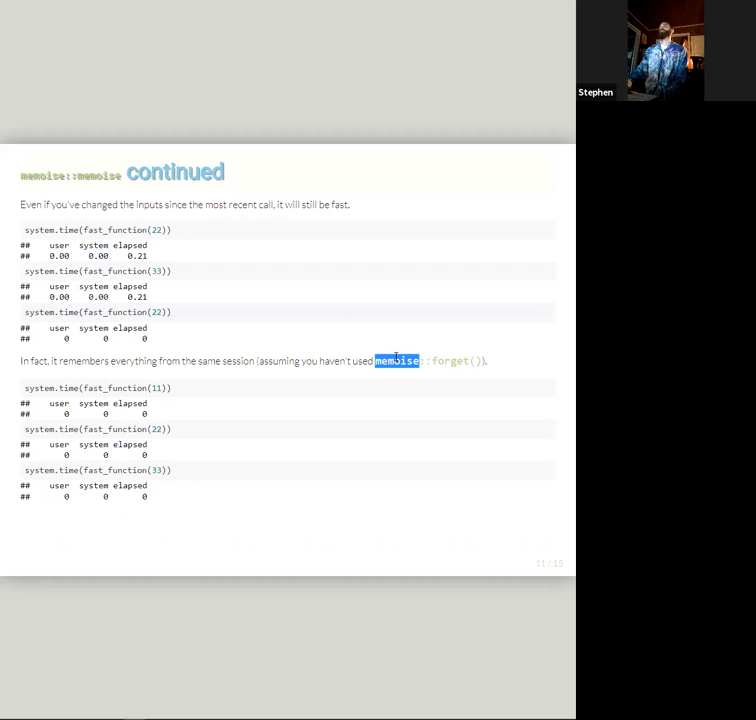 Stephen
memoise::memoise continued
Even if you've changed the inputs since the most recent call, it will still be fast.
system.time(fast_function(22))
## user system elapsed
## 0.00 0.00 0.21
system.time(fast_function(33))
## user system elapsed
## 0.00 0.00 0.21
system.time(fast_function(22))
## user system elapsed
## 0 0 0
In fact, it remembers everything from the same session (assuming you haven't used memoise::forget()).
system.time(fast_function(11))
## user system elapsed
## 0 0 0
system.time(fast_function(22))
## user system elapsed
## 0 0 0
system.time(fast_function(33))
## user system elapsed
## 0 0 0
11 / 15